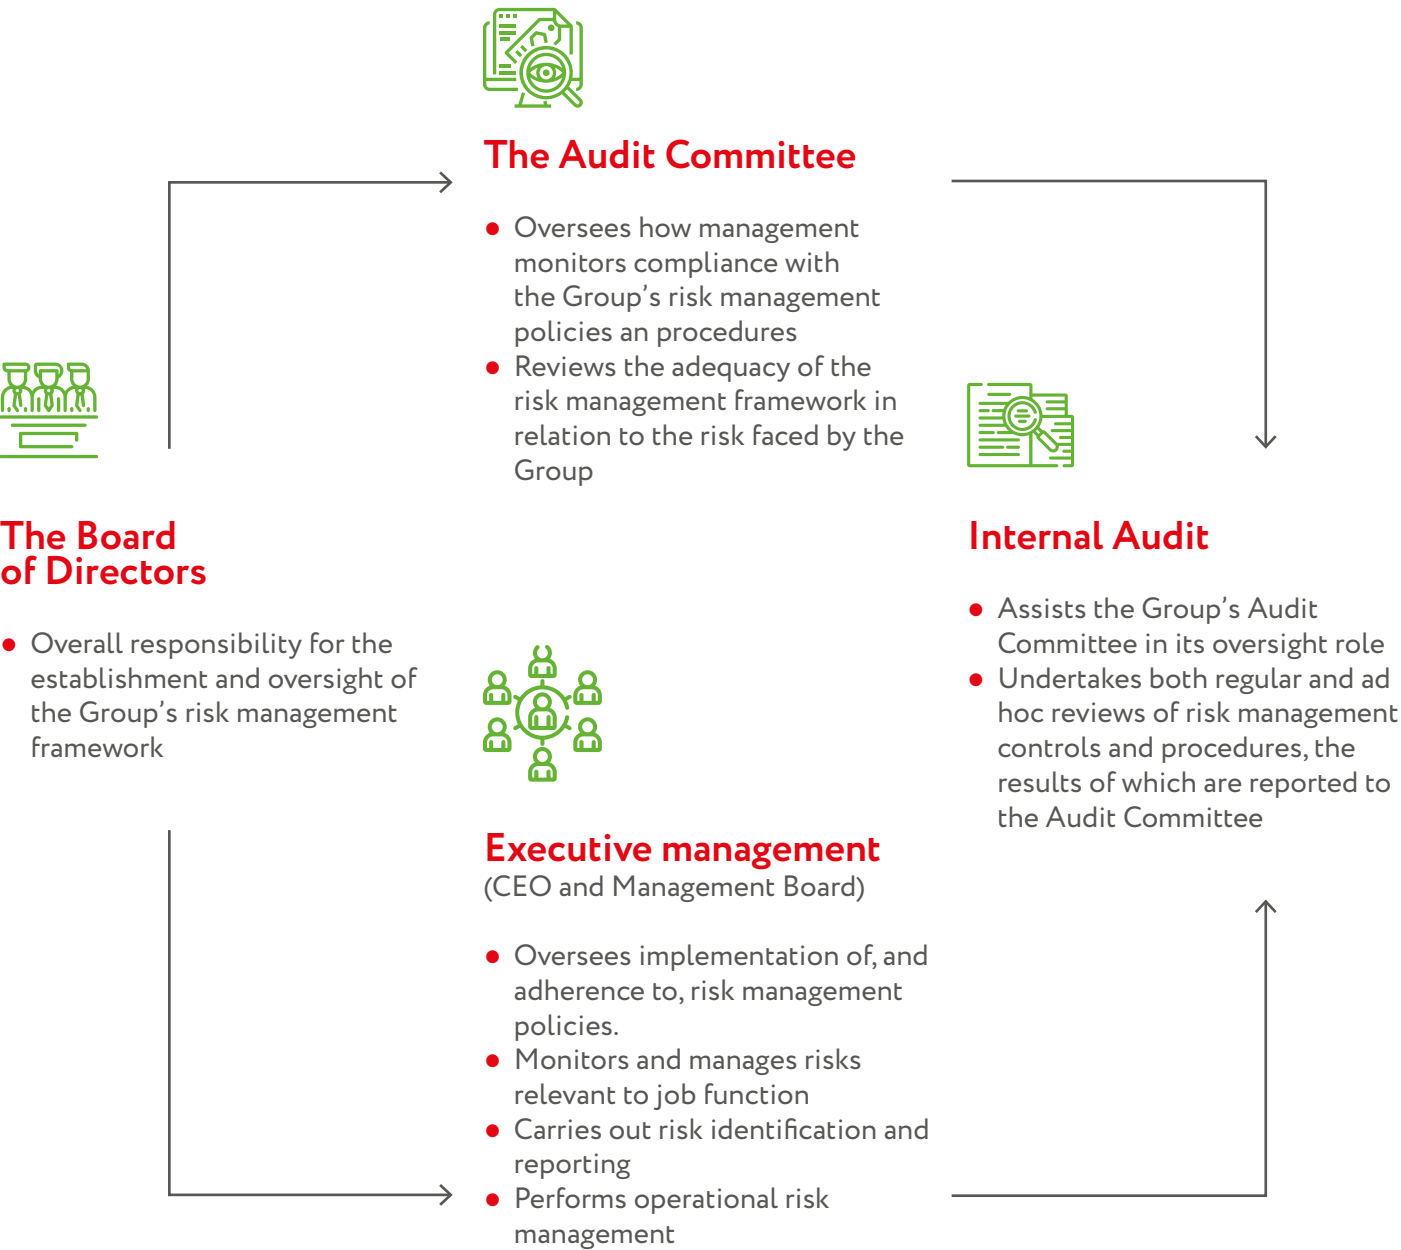 The Audit Committee
● Oversees how management
monitors compliance with
the Group's risk management
policies an procedures
● Reviews the adequacy of the
risk management framework in
relation to the risk faced by the
Group
The Board
of Directors
● Overall responsibility for the
establishment and oversight of
the Group's risk management
framework
Executive management
(CEO and Management Board)
● Oversees implementation of, and
adherence to, risk management
policies.
● Monitors and manages risks
relevant to job function
● Carries out risk identification and
reporting
● Performs operational risk
management
Internal Audit
● Assists the Group's Audit
Committee in its oversight role
● Undertakes both regular and ad
hoc reviews of risk management
controls and procedures, the
results of which are reported to
the Audit Committee